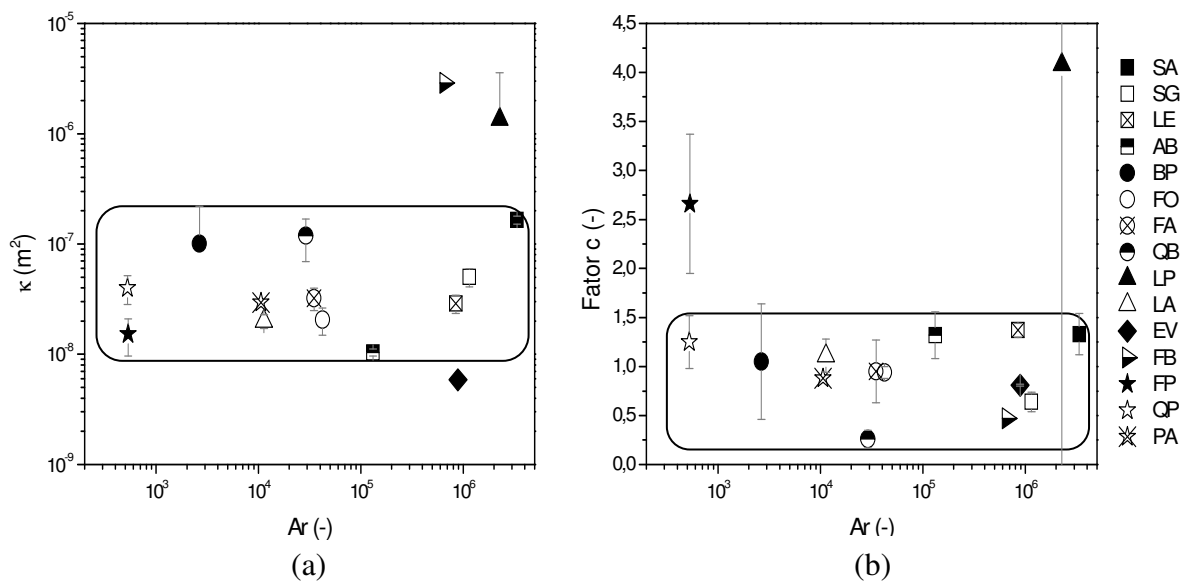 10⁻⁵
10⁻⁶
10⁻⁷
10⁻⁸
10⁻⁹
κ (m²)
10³ 10⁴ 10⁵ 10⁶
Ar (-)
(a)
4,5
4,0
3,5
3,0
2,5
2,0
1,5
1,0
0,5
0,0
Fator c (-)
10³ 10⁴ 10⁵ 10⁶
Ar (-)
(b)
SA
SG
LE
AB
BP
FO
FA
QB
LP
LA
EV
FB
FP
QP
PA